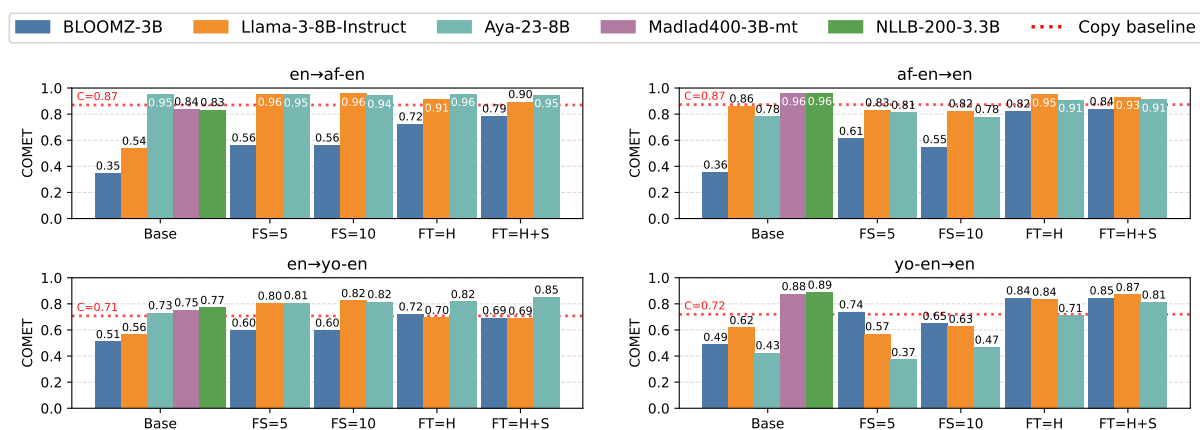 BLOOMZ-3B Llama-3-8B-Instruct Aya-23-8B Madlad400-3B-mt NLLB-200-3.3B Copy baseline
en→af-en
COMET
1.0
0.8
0.6
0.4
0.2
0.0
C=0.87
0.35 0.54 0.95 0.84 0.83
0.56 0.96 0.95
0.56 0.96 0.94
0.72 0.91 0.96
0.79 0.90 0.95
Base FS=5 FS=10 FT=H FT=H+S
af-en→en
COMET
1.0
0.8
0.6
0.4
0.2
0.0
C=0.87
0.36 0.86 0.78 0.96 0.96
0.61 0.83 0.81
0.55 0.82 0.78
0.82 0.95 0.91
0.84 0.93 0.91
Base FS=5 FS=10 FT=H FT=H+S
en→yo-en
COMET
1.0
0.8
0.6
0.4
0.2
0.0
C=0.71
0.51 0.56 0.73 0.75 0.77
0.60 0.80 0.81
0.60 0.82 0.82
0.72 0.70 0.82
0.69 0.69 0.85
Base FS=5 FS=10 FT=H FT=H+S
yo-en→en
COMET
1.0
0.8
0.6
0.4
0.2
0.0
C=0.72
0.49 0.62 0.43 0.88 0.89
0.74 0.57 0.37
0.65 0.63 0.47
0.84 0.84 0.71
0.85 0.87 0.81
Base FS=5 FS=10 FT=H FT=H+S